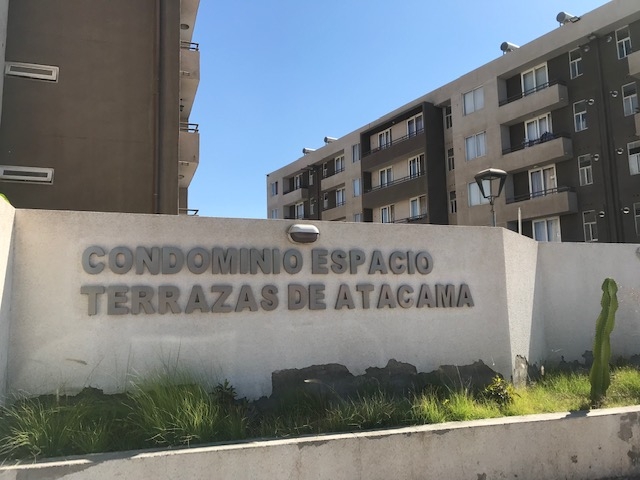 CONDOMINIO ESPACIO
TERRAZAS DE ATACAMA